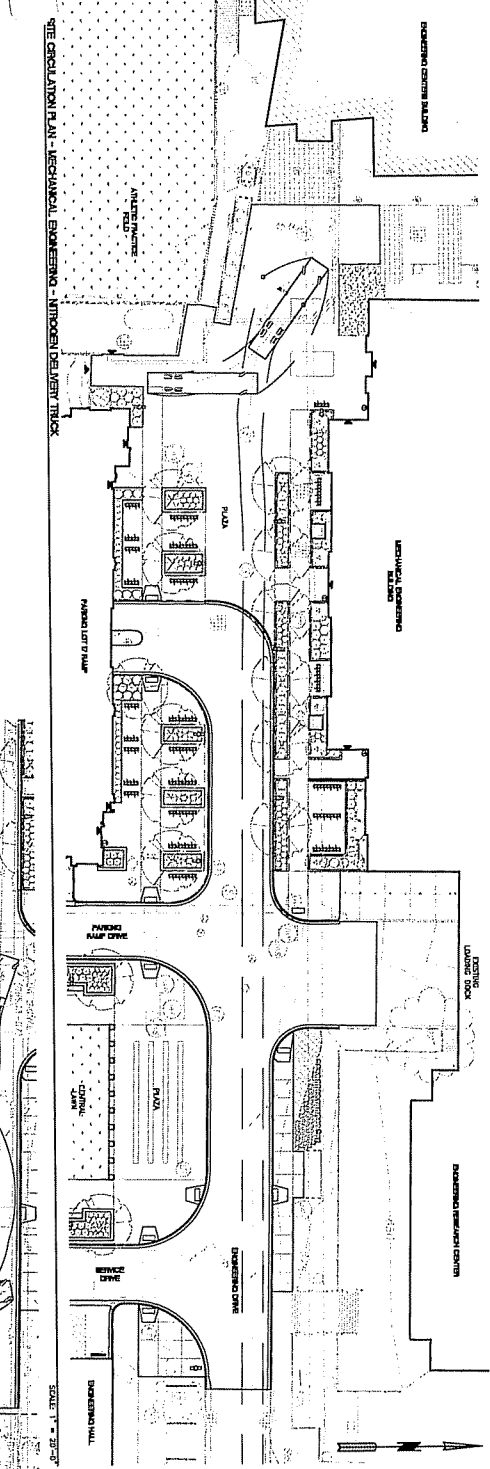 ENGINEERING CENTERS BUILDING
ATHLETIC PRACTICE
FIELD
PLAZA
MECHANICAL ENGINEERING
BUILDING
PARKING LOT 17 RAMP
PARKING
RAMP DRIVE
EXISTING
LOADING DOCK
CENTRAL
LAWN
PLAZA
ENGINEERING RESEARCH CENTER
SERVICE
DRIVE
ENGINEERING DRIVE
ENGINEERING HALL
SITE CIRCULATION PLAN - MECHANICAL ENGINEERING - NITROGEN DELIVERY TRUCK
SCALE: 1" = 20'-0"